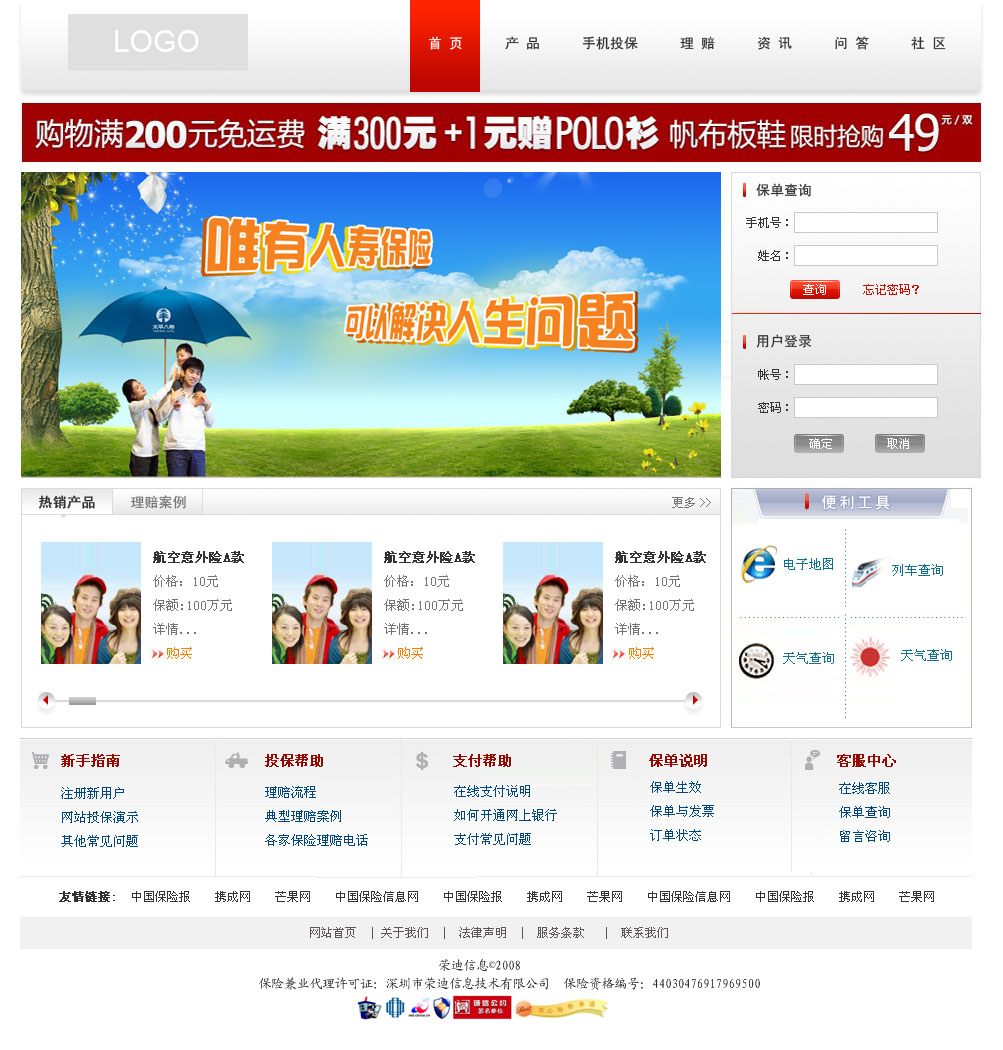 LOGO
首 页 产 品 手机投保 理 赔 资 讯 问 答 社 区
购物满200元免运费 满300元+1元赠POLO衫 帆布板鞋限时抢购49元/双
唯有人寿保险
可以解决人生问题
太平人寿
保单查询
手机号：
姓名：
查询 忘记密码?
用户登录
帐号：
密码：
确定 取消
热销产品 理赔案例 更多 >>
航空意外险A款
价格: 10元
保额:100万元
详情...
购买
航空意外险A款
价格: 10元
保额:100万元
详情...
购买
航空意外险A款
价格: 10元
保额:100万元
详情...
购买
便利工具
电子地图 列车查询
天气查询 天气查询
新手指南
注册新用户
网站投保演示
其他常见问题
投保帮助
理赔流程
典型理赔案例
各家保险理赔电话
支付帮助
在线支付说明
如何开通网上银行
支付常见问题
保单说明
保单生效
保单与发票
订单状态
客服中心
在线客服
保单查询
留言咨询
友情链接: 中国保险报 携成网 芒果网 中国保险信息网 中国保险报 携成网 芒果网 中国保险信息网 中国保险报 携成网 芒果网
网站首页 | 关于我们 | 法律声明 | 服务条款 | 联系我们
荣迪信息©2008
保险兼业代理许可证: 深圳市荣迪信息技术有限公司 保险资格编号: 44030476917969500
诚信公约
签名单位